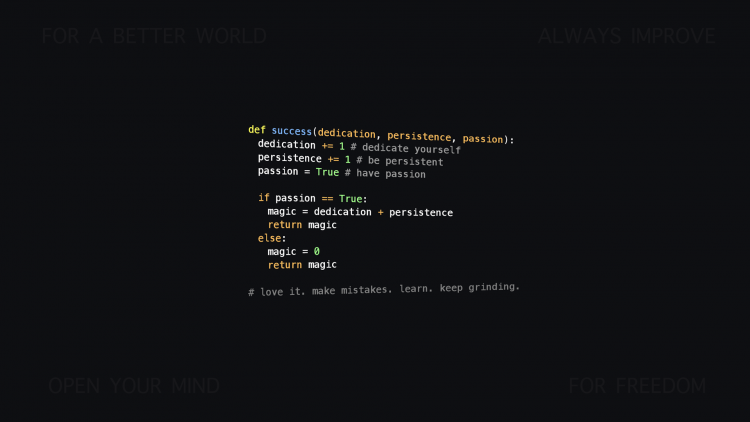 FOR A BETTER WORLD
ALWAYS IMPROVE
def success(dedication, persistence, passion):
  dedication += 1 # dedicate yourself
  persistence += 1 # be persistent
  passion = True # have passion

  if passion == True:
    magic = dedication + persistence
    return magic
  else:
    magic = 0
    return magic

# love it. make mistakes. learn. keep grinding.
OPEN YOUR MIND
FOR FREEDOM